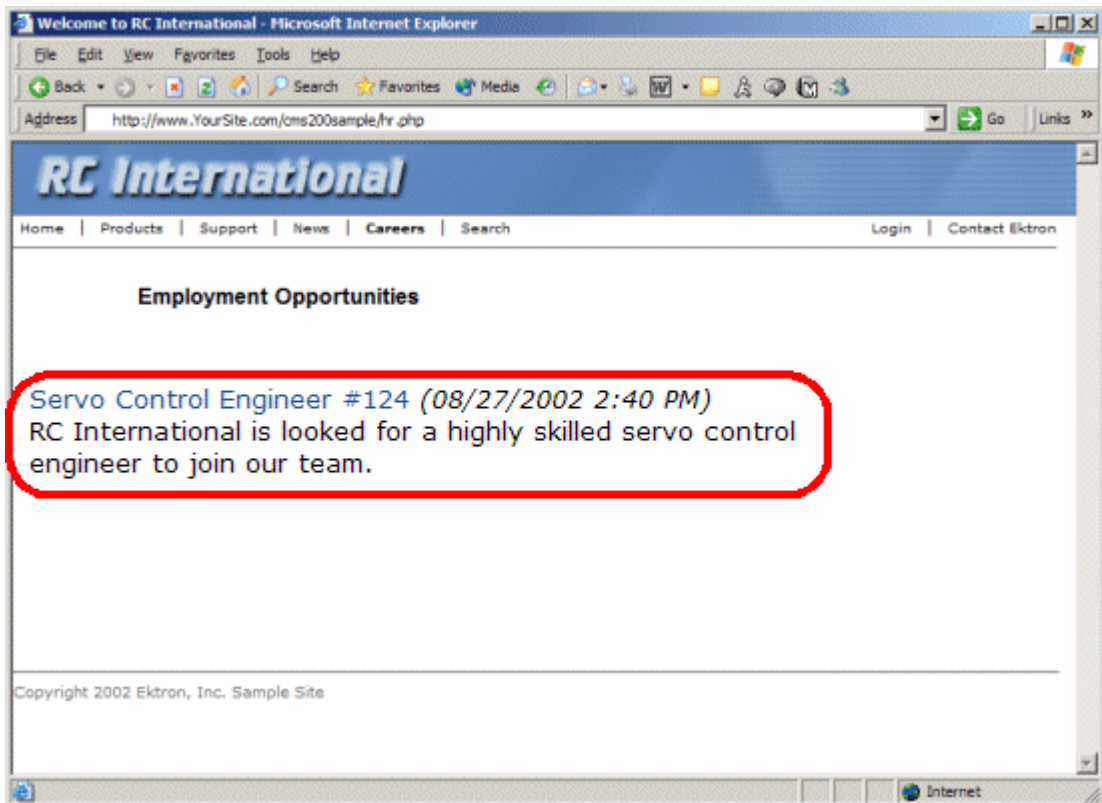 Welcome to RC International - Microsoft Internet Explorer
File Edit View Favorites Tools Help
Back Search Favorites Media
Address http://www.YourSite.com/cms200sample/hr.php Go Links »
RC International
Home | Products | Support | News | Careers | Search Login | Contact Ektron
Employment Opportunities
Servo Control Engineer #124 (08/27/2002 2:40 PM)
RC International is looked for a highly skilled servo control
engineer to join our team.
Copyright 2002 Ektron, Inc. Sample Site
Internet